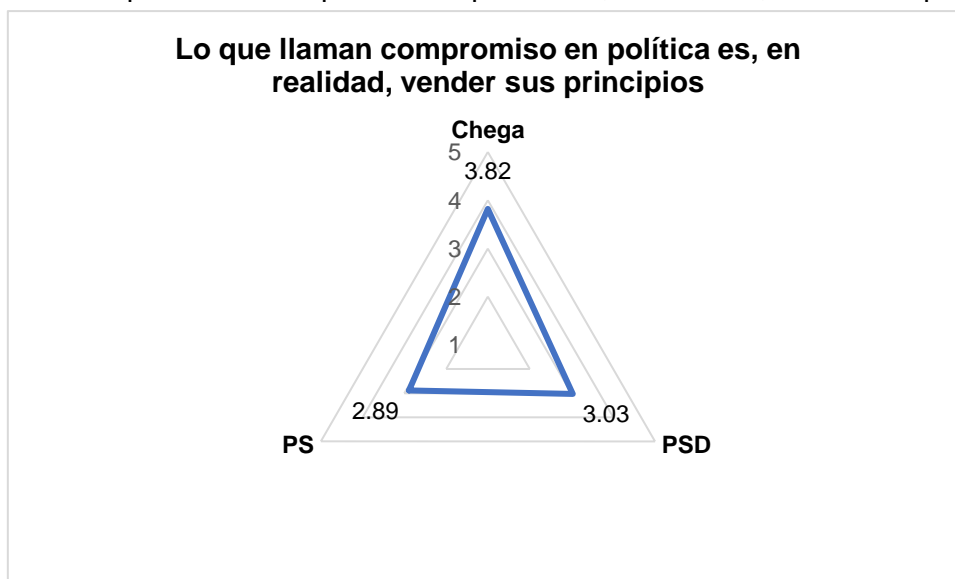 Lo que llaman compromiso en política es, en
realidad, vender sus principios
Chega
5
3.82
4
3
2
1
2.89
3.03
PS
PSD